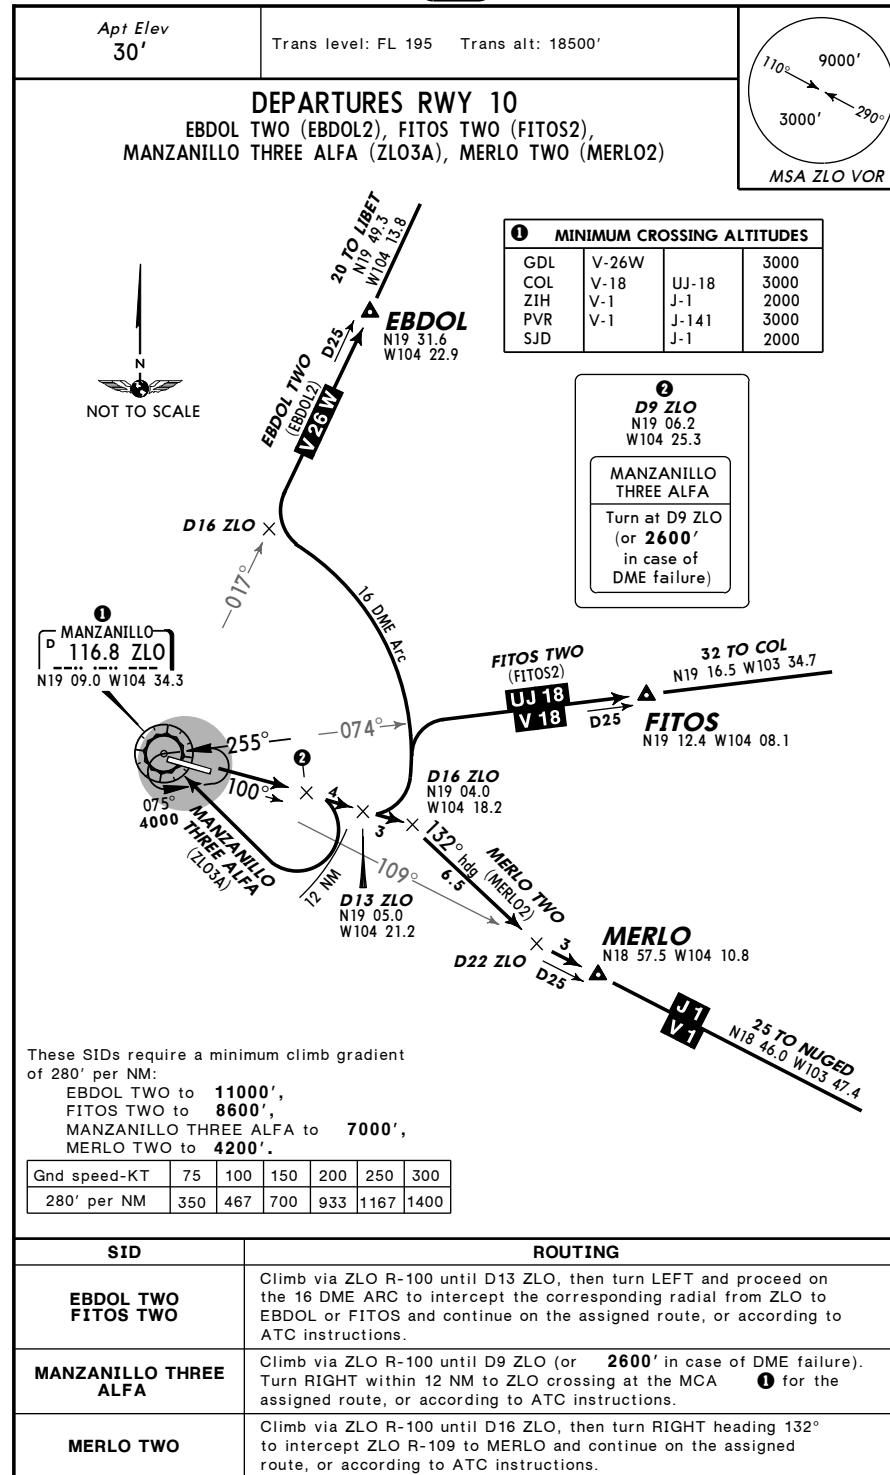 Apt Elev
30'
Trans level: FL 195 Trans alt: 18500'
110°
9000'
3000'
290°
MSA ZLO VOR
DEPARTURES RWY 10
EBDOL TWO (EBDOL2), FITOS TWO (FITOS2),
MANZANILLO THREE ALFA (ZLO3A), MERLO TWO (MERLO2)
20 TO LIBET
N19 49.3
W104 13.8
❶ MINIMUM CROSSING ALTITUDES
GDL V-26W 3000
COL V-18 UJ-18 3000
ZIH V-1 J-1 2000
PVR V-1 J-141 3000
SJD J-1 2000
N
NOT TO SCALE
EBDOL
N19 31.6
W104 22.9
D25
EBDOL TWO
(EBDOL2)
V 26 W
❷
D9 ZLO
N19 06.2
W104 25.3
MANZANILLO
THREE ALFA
Turn at D9 ZLO
(or 2600'
in case of
DME failure)
D16 ZLO
017°
16 DME Arc
❶
MANZANILLO
D 116.8 ZLO
N19 09.0 W104 34.3
FITOS TWO
(FITOS2)
UJ 18
V 18
D25
32 TO COL
N19 16.5 W103 34.7
FITOS
N19 12.4 W104 08.1
255°
074°
❷
100°
075°
4000
MANZANILLO
THREE ALFA
(ZLO3A)
4
3
12 NM
D16 ZLO
N19 04.0
W104 18.2
132° hdg
6.5
MERLO TWO
(MERLO2)
109°
D13 ZLO
N19 05.0
W104 21.2
D22 ZLO
3
D25
MERLO
N18 57.5 W104 10.8
J 1
V 1
25 TO NUGED
N18 46.0 W103 47.4
These SIDs require a minimum climb gradient
of 280' per NM:
EBDOL TWO to 11000',
FITOS TWO to 8600',
MANZANILLO THREE ALFA to 7000',
MERLO TWO to 4200'.
Gnd speed-KT 75 100 150 200 250 300
280' per NM 350 467 700 933 1167 1400
SID ROUTING
EBDOL TWO
FITOS TWO
Climb via ZLO R-100 until D13 ZLO, then turn LEFT and proceed on
the 16 DME ARC to intercept the corresponding radial from ZLO to
EBDOL or FITOS and continue on the assigned route, or according to
ATC instructions.
MANZANILLO THREE
ALFA
Climb via ZLO R-100 until D9 ZLO (or 2600' in case of DME failure).
Turn RIGHT within 12 NM to ZLO crossing at the MCA ❶ for the
assigned route, or according to ATC instructions.
MERLO TWO
Climb via ZLO R-100 until D16 ZLO, then turn RIGHT heading 132°
to intercept ZLO R-109 to MERLO and continue on the assigned
route, or according to ATC instructions.